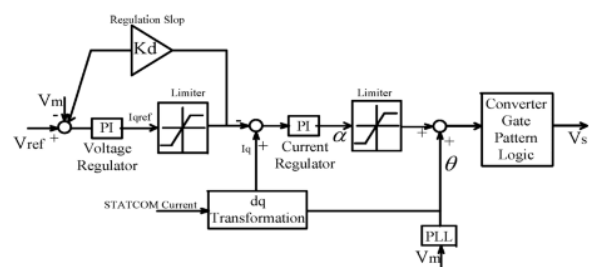 Regulation Slop
Kd
Vm
-
Vref
+
PI
Voltage
Regulator
Iqref
Limiter
-
+
Iq
PI
Current
Regulator
α
Limiter
+
+
θ
Converter
Gate
Pattern
Logic
Vs
STATCOM Current
dq
Transformation
PLL
Vm